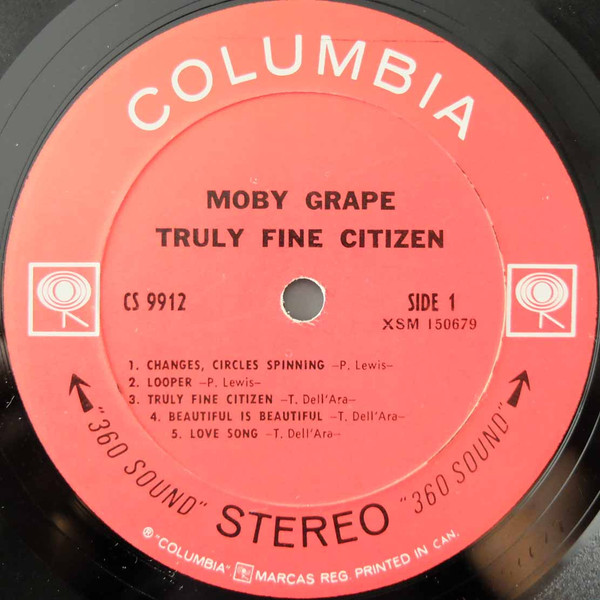 COLUMBIA
MOBY GRAPE
TRULY FINE CITIZEN
CS 9912
SIDE 1
XSM 150679
1. CHANGES, CIRCLES SPINNING -P. Lewis-
2. LOOPER -P. Lewis-
3. TRULY FINE CITIZEN -T. Dell'Ara-
4. BEAUTIFUL IS BEAUTIFUL -T. Dell'Ara-
5. LOVE SONG -T. Dell'Ara-
"360 SOUND" STEREO "360 SOUND"
® "COLUMBIA" MARCAS REG. PRINTED IN CAN.